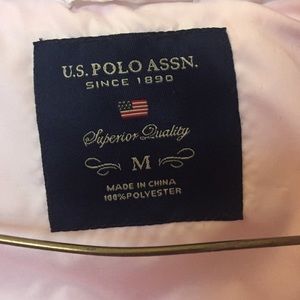 U.S. POLO ASSN.
SINCE 1890
Superior Quality
M
MADE IN CHINA
100%POLYESTER